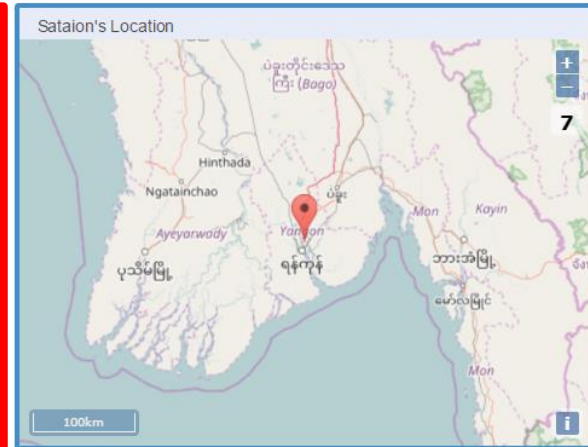 Sataion's Location
ပဲခူးတိုင်းဒေသ
ကြီး (Bago)
+
−
7
Hinthada
Ngatainchao
ပဲခူး
Mon
Kayin
Ayeyarwady
Yangon
ပုသိမ်မြို့
ရန်ကုန်
ဘားအံမြို့
မော်လမြိုင်
Mon
100km
i